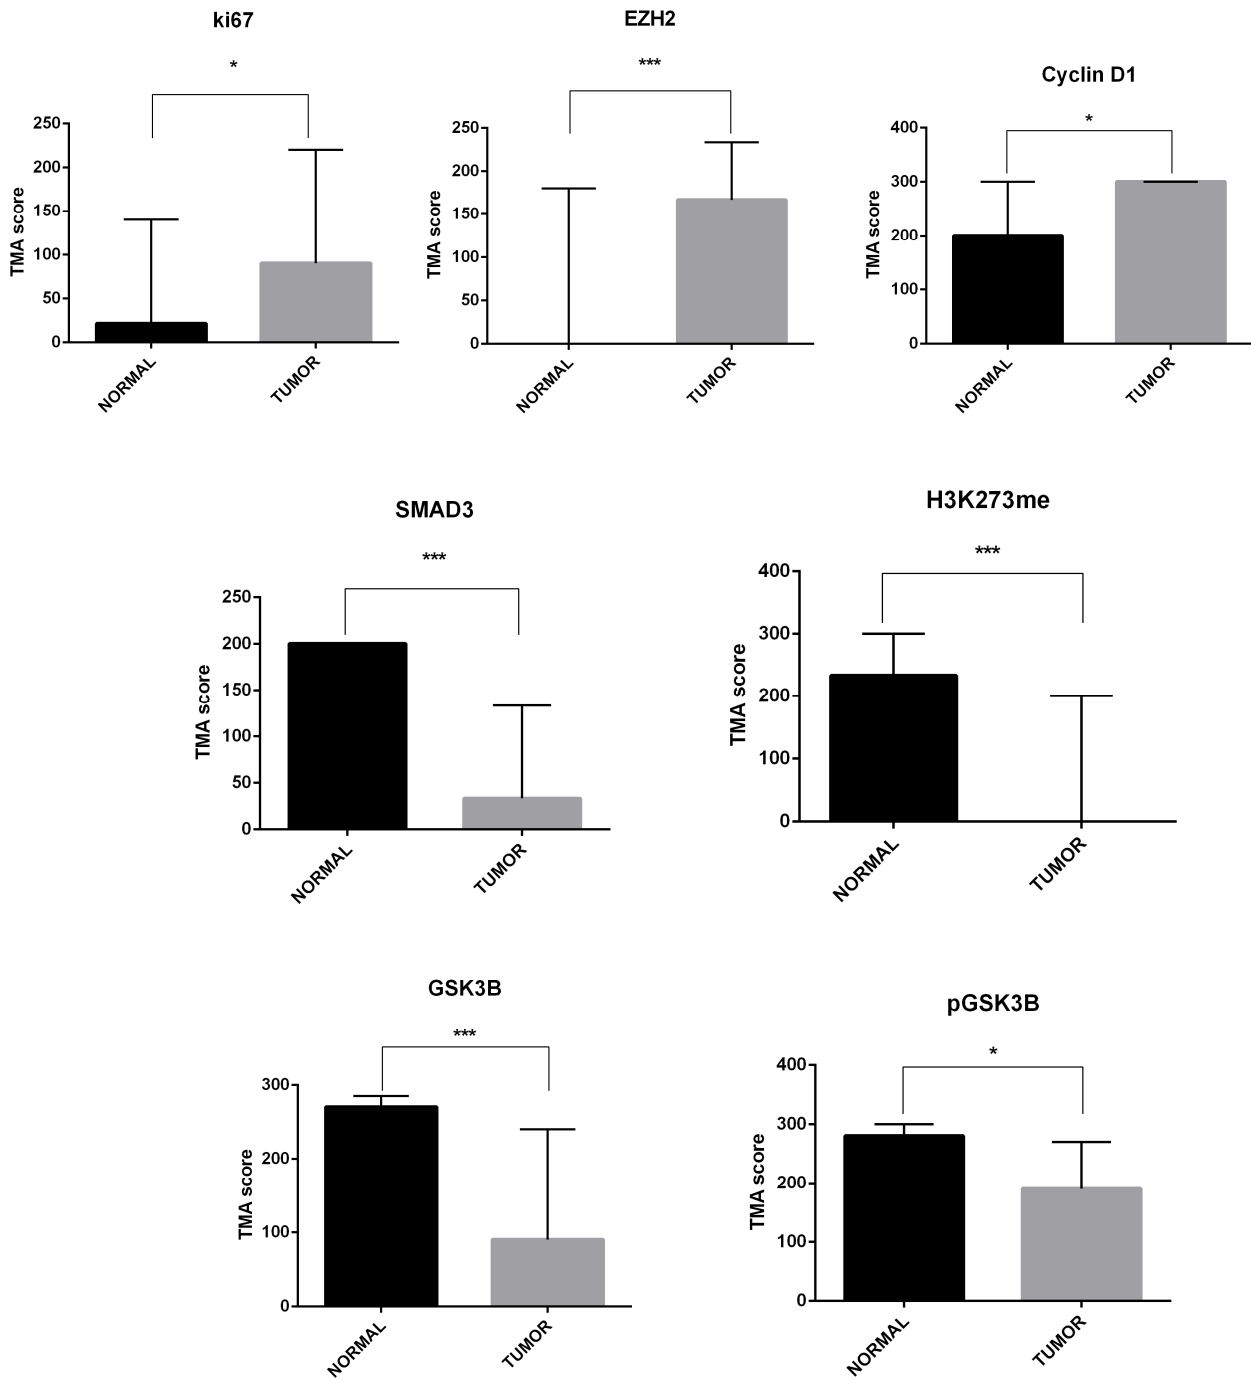 ki67
*
TMA score
250
200
150
100
50
0
NORMAL
TUMOR
EZH2
***
TMA score
250
200
150
100
50
0
NORMAL
TUMOR
Cyclin D1
*
TMA score
400
300
200
100
0
NORMAL
TUMOR
SMAD3
***
TMA score
250
200
150
100
50
0
NORMAL
TUMOR
H3K273me
***
TMA score
400
300
200
100
0
NORMAL
TUMOR
GSK3B
***
TMA score
300
200
100
0
NORMAL
TUMOR
pGSK3B
*
TMA score
400
300
200
100
0
NORMAL
TUMOR